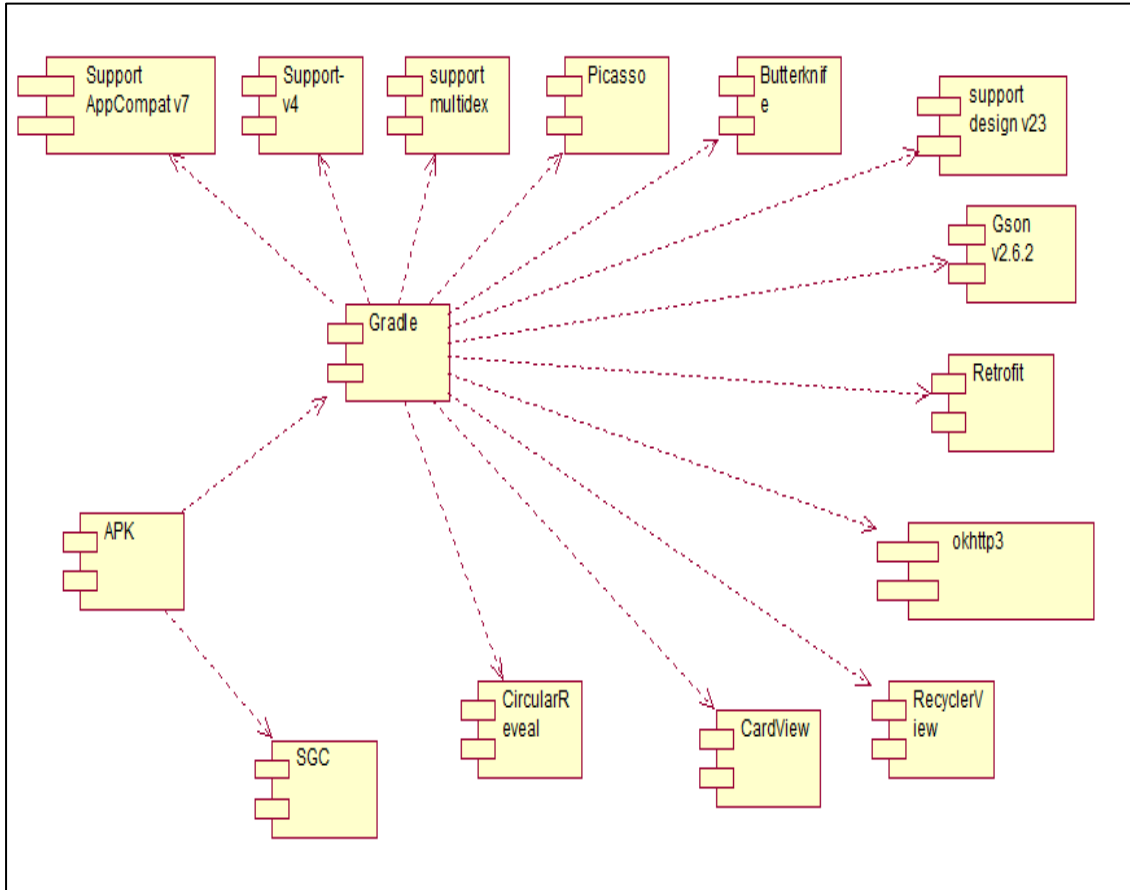 Support
AppCompat v7
Support-
v4
support
multidex
Picasso
Butterknif
e
support
design v23
Gson
v2.6.2
Gradle
Retrofit
APK
okhttp3
CircularR
eveal
RecyclerV
iew
CardView
SGC